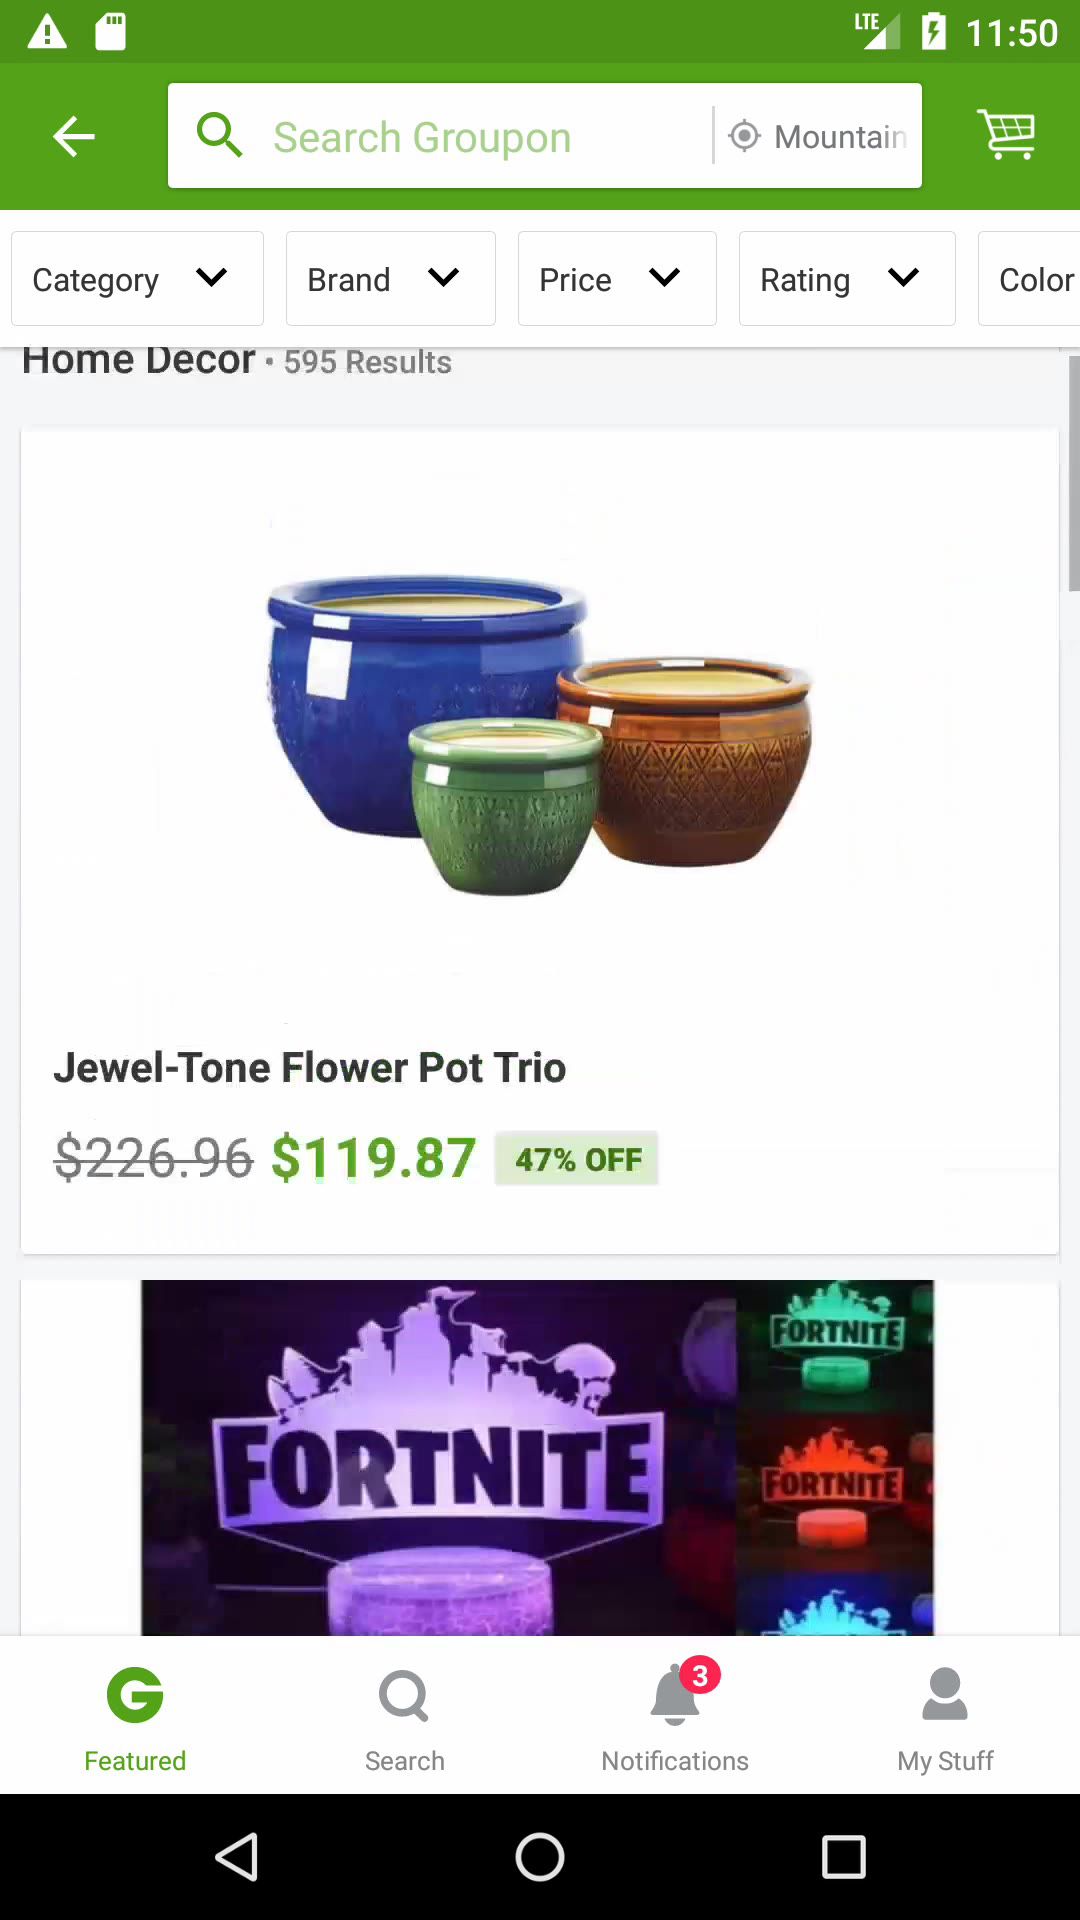 LTE 11:50
Search Groupon Mountain
Category Brand Price Rating Color
Home Decor • 595 Results
Jewel-Tone Flower Pot Trio
$226.96 $119.87 47% OFF
FORTNITE
FORTNITE
FORTNITE
G 3
Featured Search Notifications My Stuff